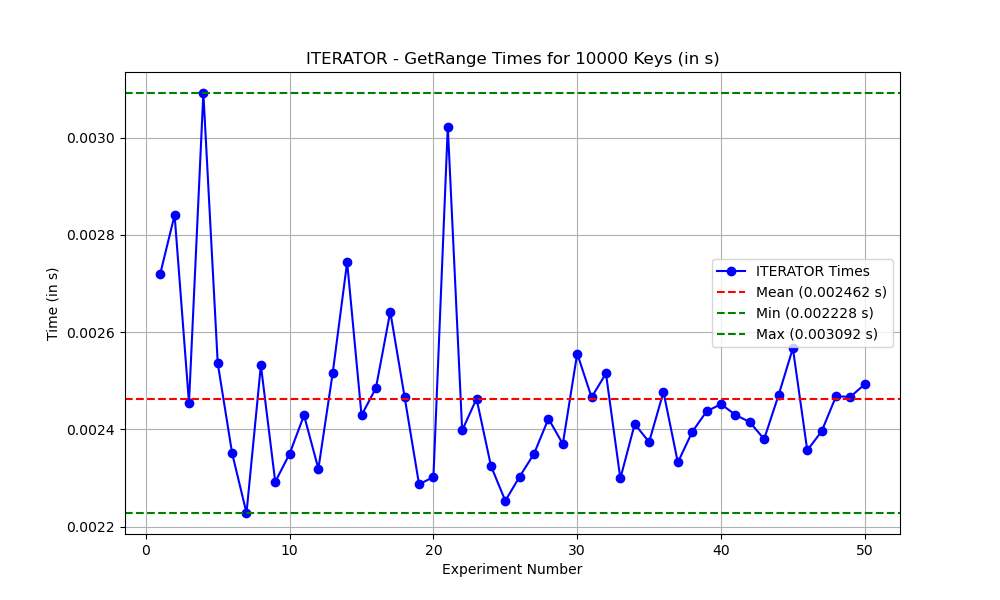 ITERATOR - GetRange Times for 10000 Keys (in s)
Time (in s)
0.0030
0.0028
0.0026
0.0024
0.0022
ITERATOR Times
Mean (0.002462 s)
Min (0.002228 s)
Max (0.003092 s)
0 10 20 30 40 50
Experiment Number